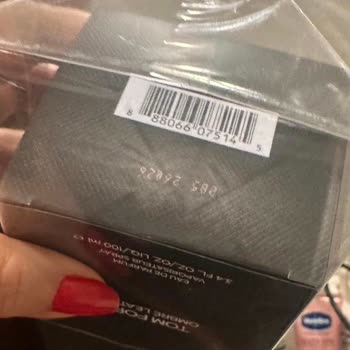 8 88066 07514 5
TOM FOR
OMBRE LEAT
EAU DE PARFUM
VAPORISATEUR SPRAY
3.4 FL. OZ/OZ LIQ/100 ml ℮
Vaseline